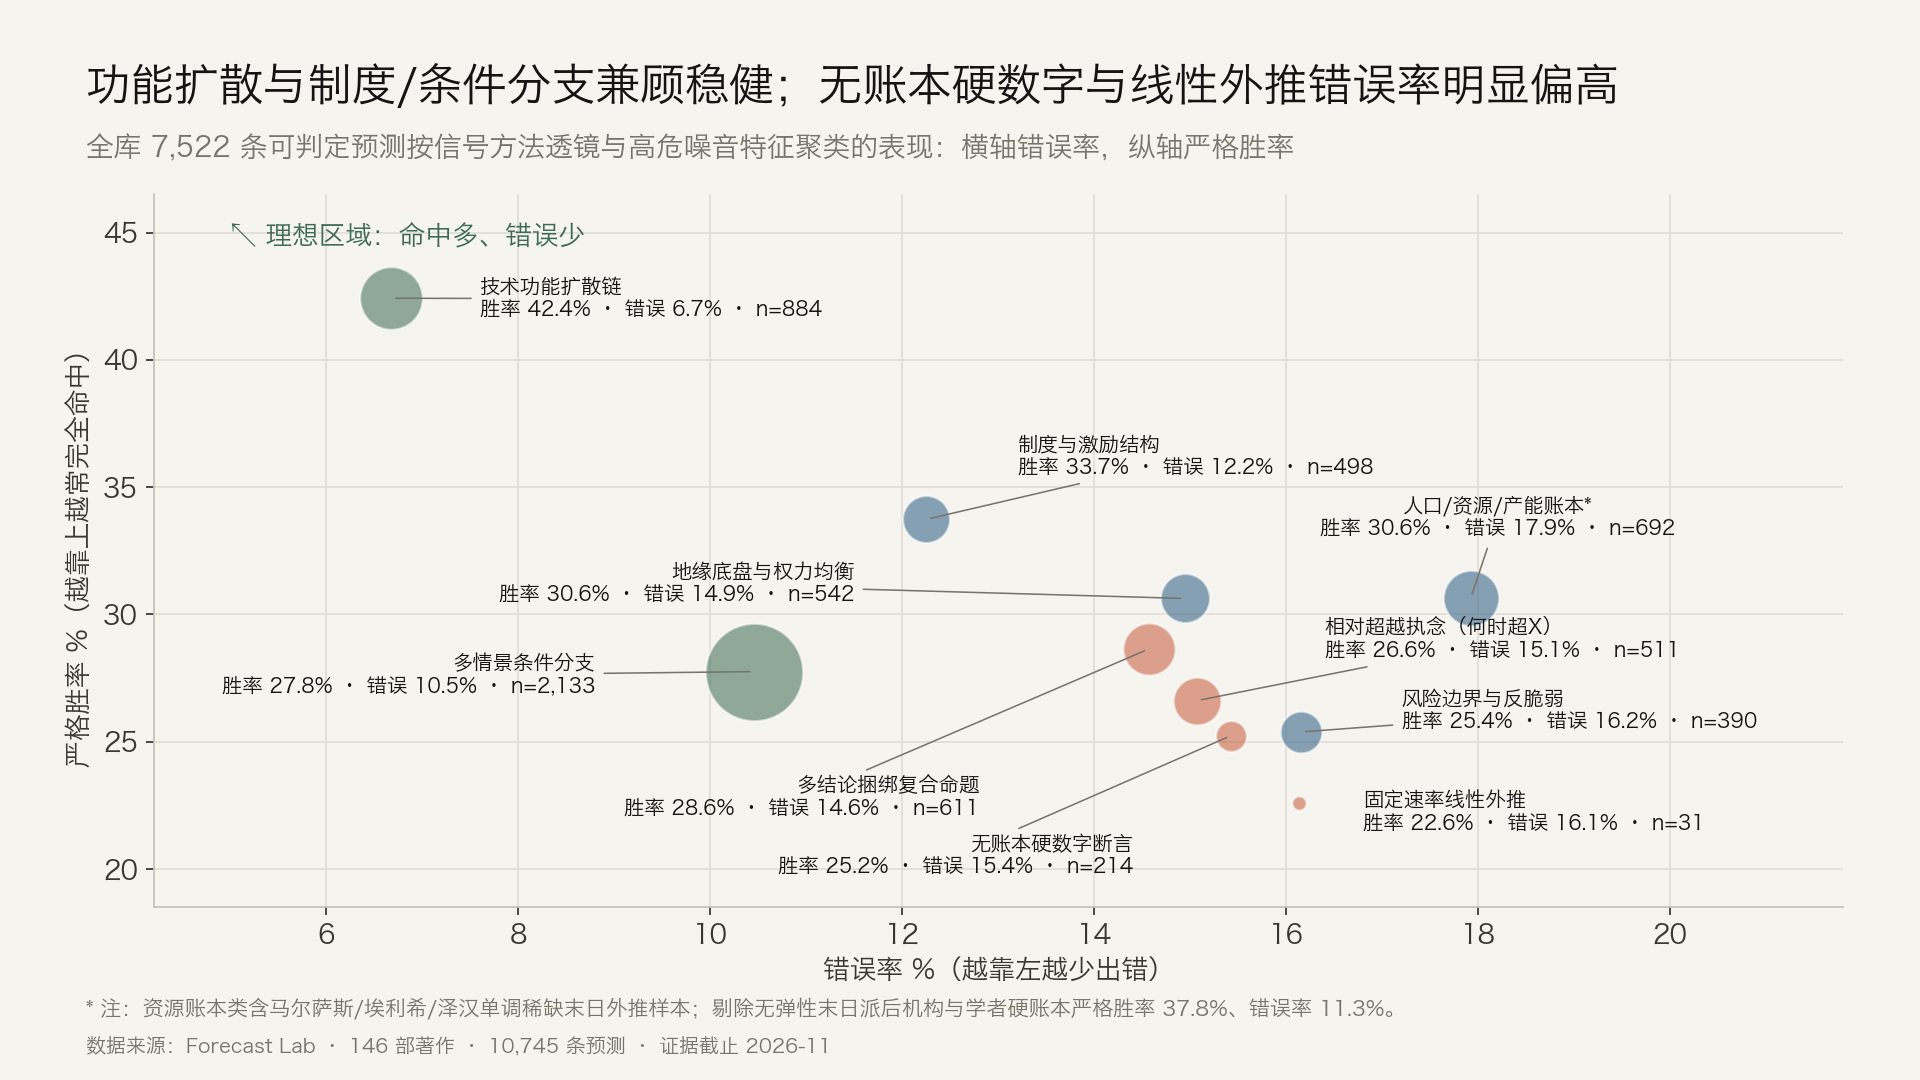 功能扩散与制度/条件分支兼顾稳健；无账本硬数字与线性外推错误率明显偏高
全库 7,522 条可判定预测按信号方法透镜与高危噪音特征聚类的表现：横轴错误率，纵轴严格胜率
↖ 理想区域：命中多、错误少
技术功能扩散链
胜率 42.4% · 错误 6.7% · n=884
制度与激励结构
胜率 33.7% · 错误 12.2% · n=498
人口/资源/产能账本*
胜率 30.6% · 错误 17.9% · n=692
地缘底盘与权力均衡
胜率 30.6% · 错误 14.9% · n=542
相对超越执念（何时超X）
胜率 26.6% · 错误 15.1% · n=511
多情景条件分支
胜率 27.8% · 错误 10.5% · n=2,133
风险边界与反脆弱
胜率 25.4% · 错误 16.2% · n=390
多结论捆绑复合命题
胜率 28.6% · 错误 14.6% · n=611
固定速率线性外推
胜率 22.6% · 错误 16.1% · n=31
无账本硬数字断言
胜率 25.2% · 错误 15.4% · n=214
严格胜率 %（越靠上越常完全命中）
45
40
35
30
25
20
6 8 10 12 14 16 18 20
错误率 %（越靠左越少出错）
* 注：资源账本类含马尔萨斯/埃利希/泽汉单调稀缺末日外推样本；剔除无弹性末日派后机构与学者硬账本严格胜率 37.8%、错误率 11.3%。
数据来源：Forecast Lab · 146 部著作 · 10,745 条预测 · 证据截止 2026-11